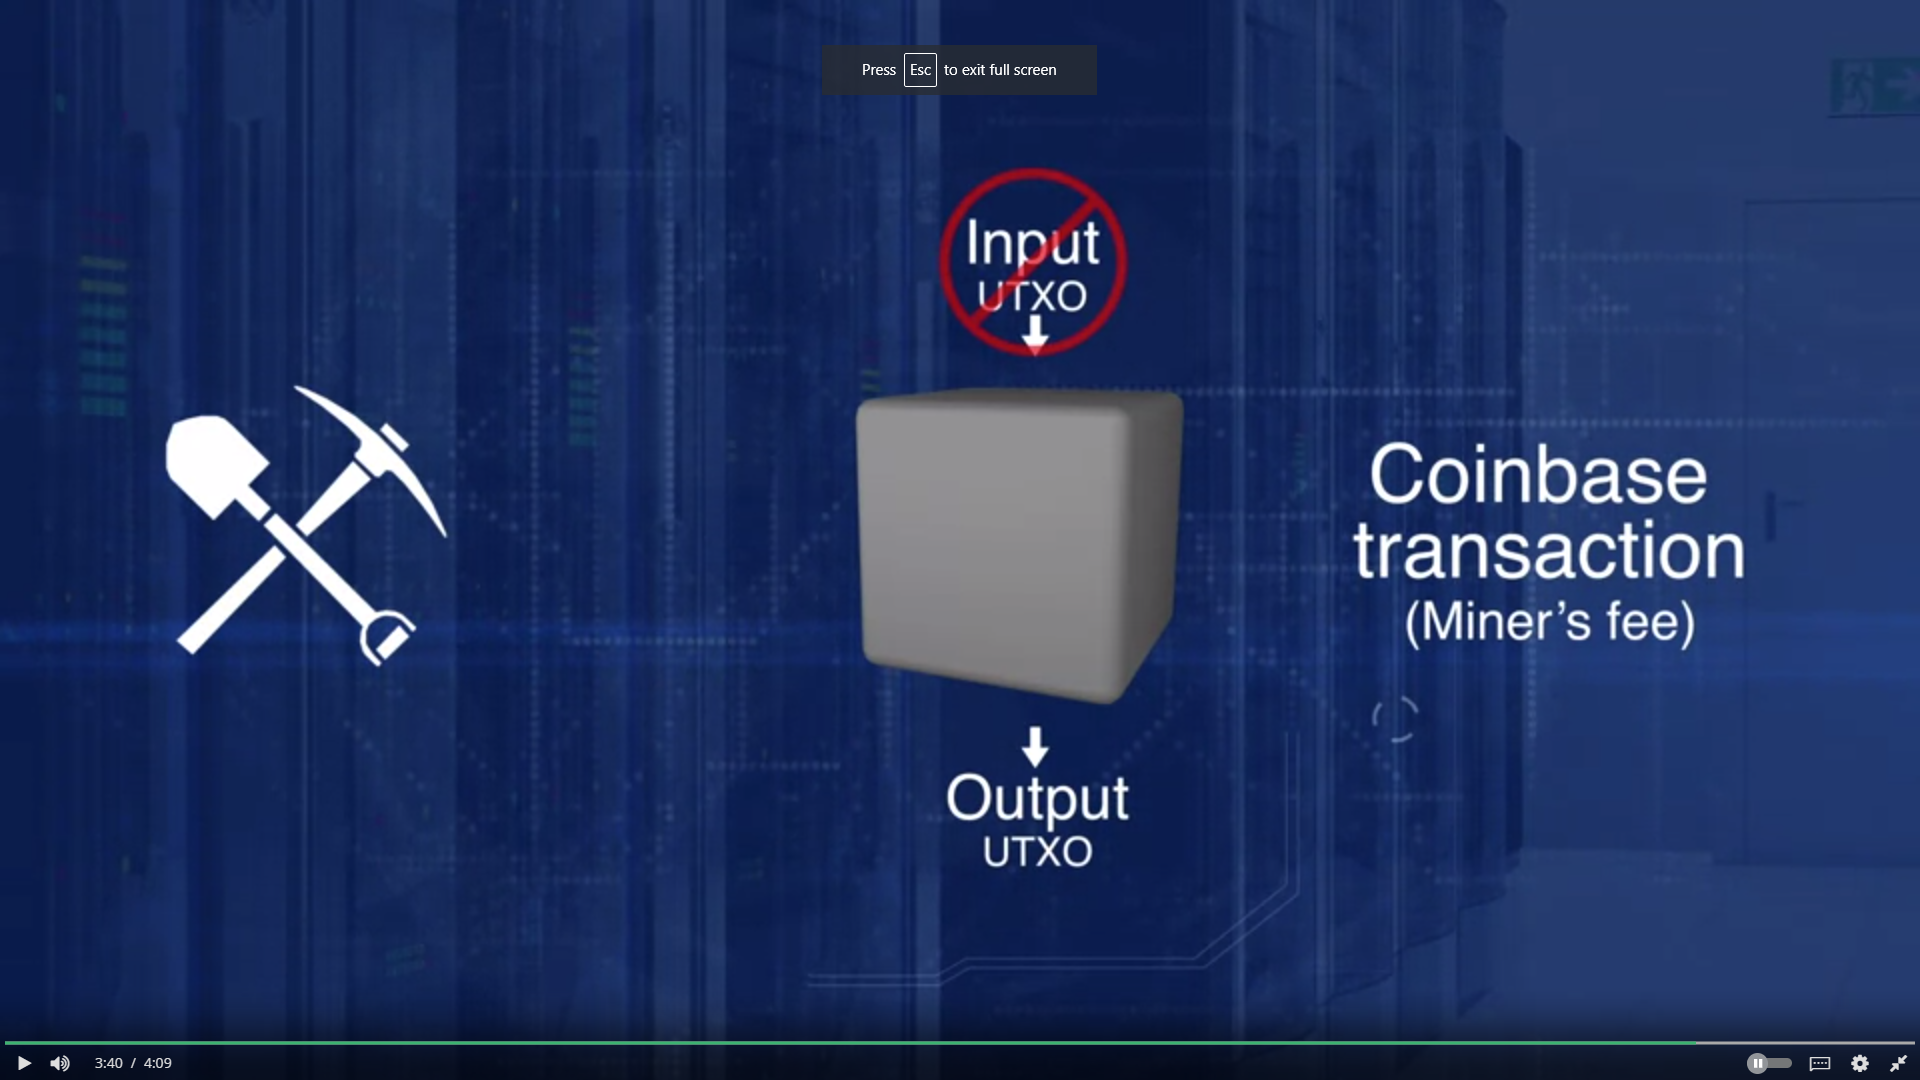 Press Esc to exit full screen
Input
UTXO
Coinbase
transaction
(Miner's fee)
Output
UTXO
3:40 / 4:09